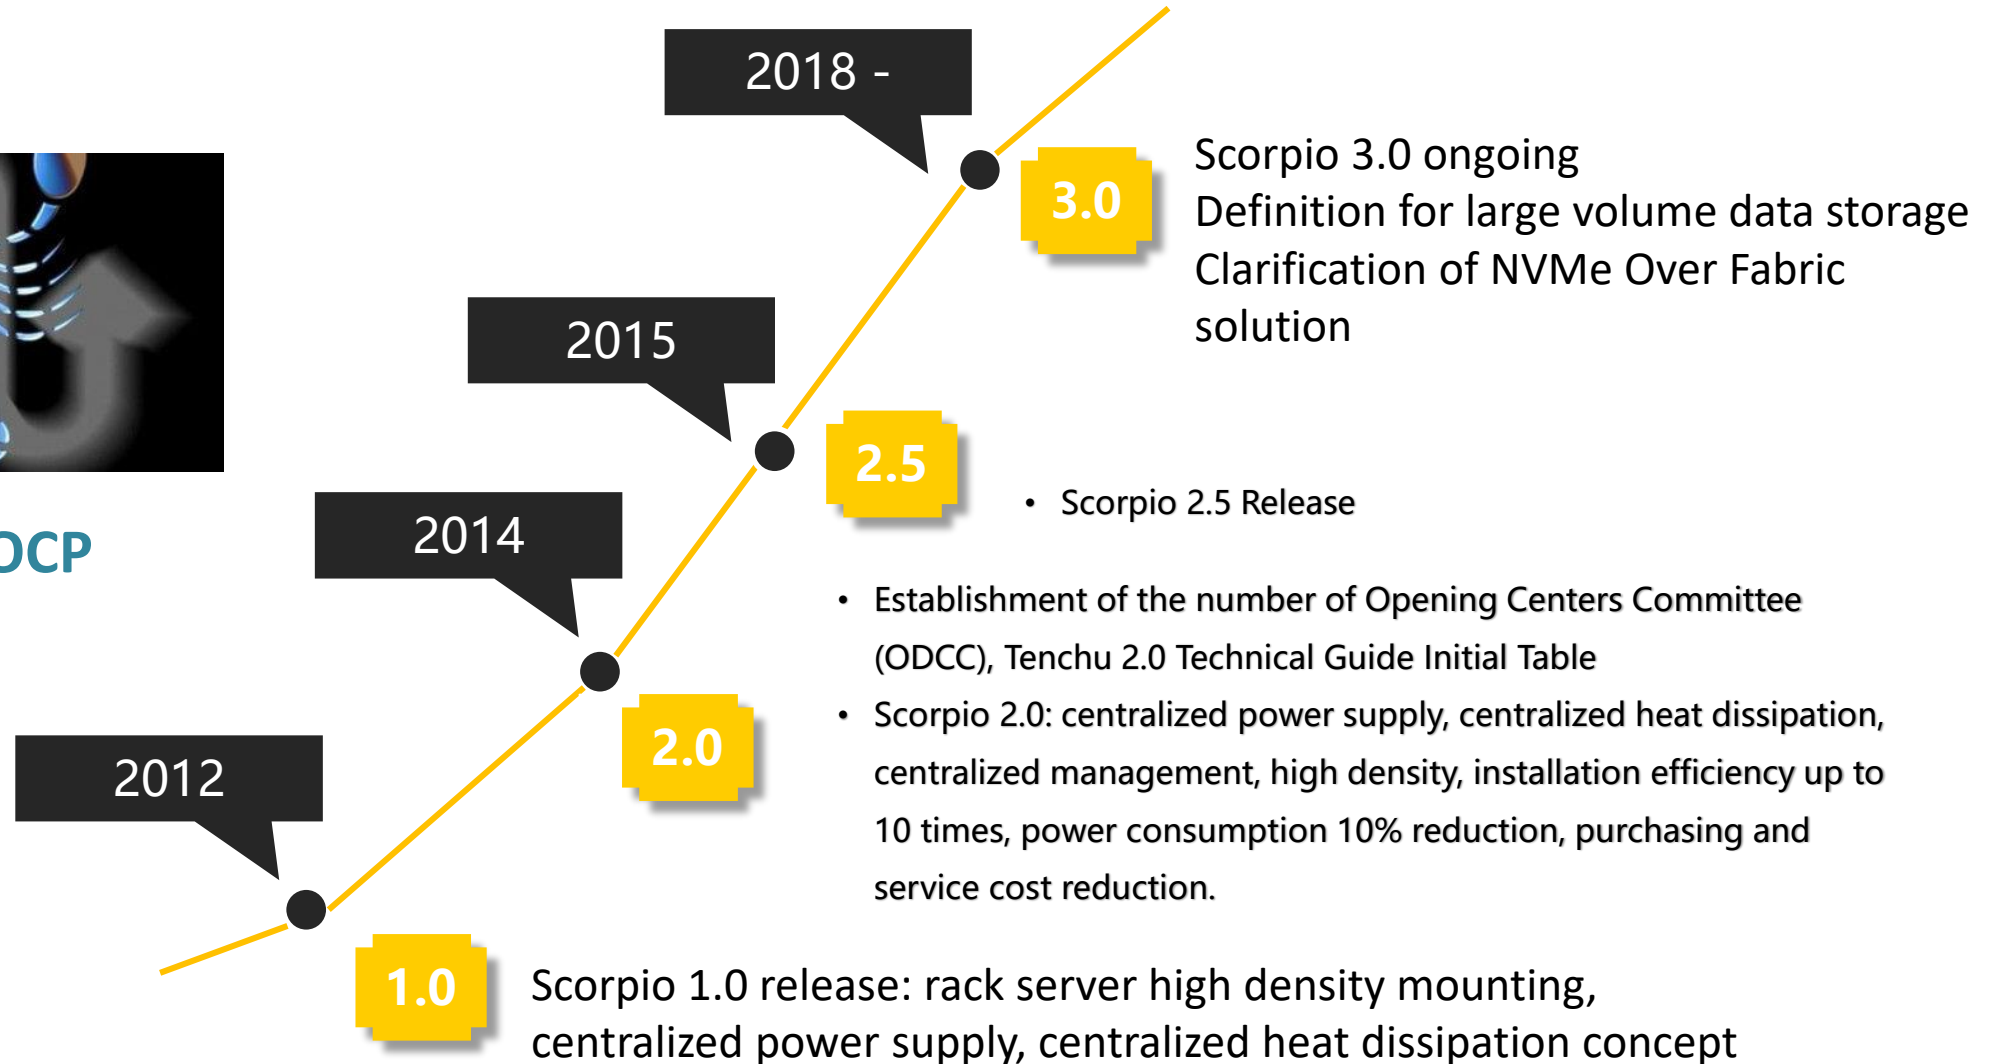 2018 -
3.0
Scorpio 3.0 ongoing
Definition for large volume data storage
Clarification of NVMe Over Fabric
solution
2015
2.5
• Scorpio 2.5 Release
OCP
2014
2.0
• Establishment of the number of Opening Centers Committee
(ODCC), Tenchu 2.0 Technical Guide Initial Table
• Scorpio 2.0: centralized power supply, centralized heat dissipation,
centralized management, high density, installation efficiency up to
10 times, power consumption 10% reduction, purchasing and
service cost reduction.
2012
1.0
Scorpio 1.0 release: rack server high density mounting,
centralized power supply, centralized heat dissipation concept